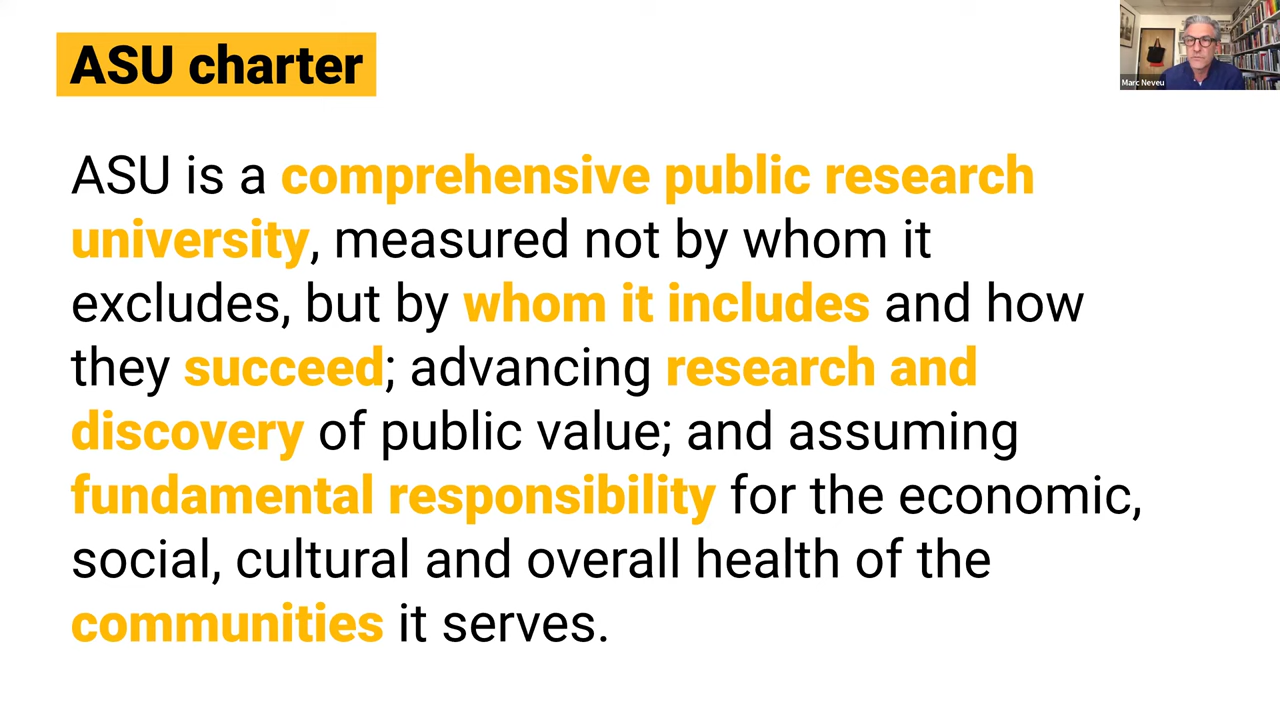 ASU charter
Marc Neveu
ASU is a comprehensive public research
university, measured not by whom it
excludes, but by whom it includes and how
they succeed; advancing research and
discovery of public value; and assuming
fundamental responsibility for the economic,
social, cultural and overall health of the
communities it serves.